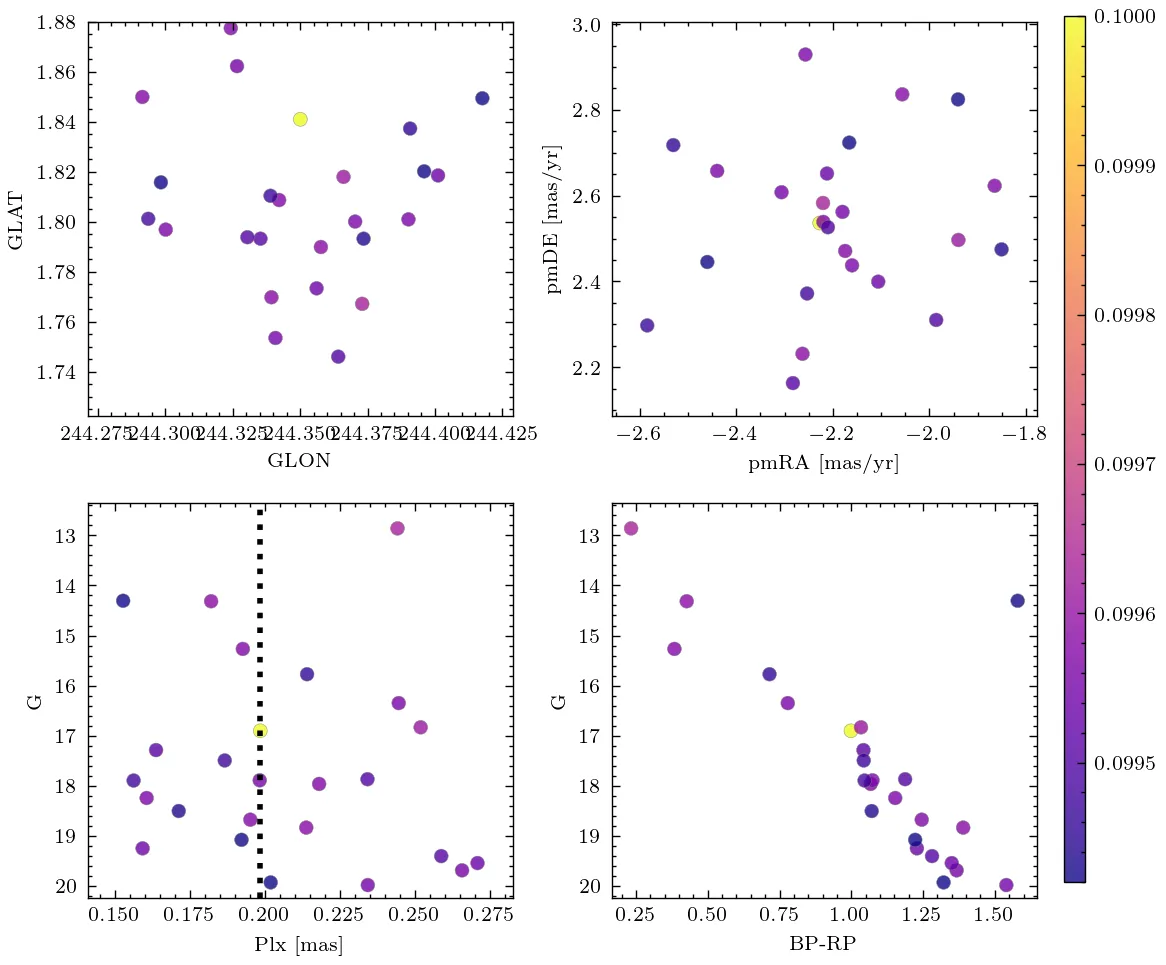 1.88
1.86
1.84
1.82
1.80
1.78
1.76
1.74
GLAT
244.275 244.300 244.325 244.350 244.375 244.400 244.425
GLON
3.0
2.8
2.6
2.4
2.2
pmDE [mas/yr]
−2.6 −2.4 −2.2 −2.0 −1.8
pmRA [mas/yr]
13
14
15
16
17
18
19
20
G
0.150 0.175 0.200 0.225 0.250 0.275
Plx [mas]
13
14
15
16
17
18
19
20
G
0.25 0.50 0.75 1.00 1.25 1.50
BP-RP
0.1000
0.0999
0.0998
0.0997
0.0996
0.0995